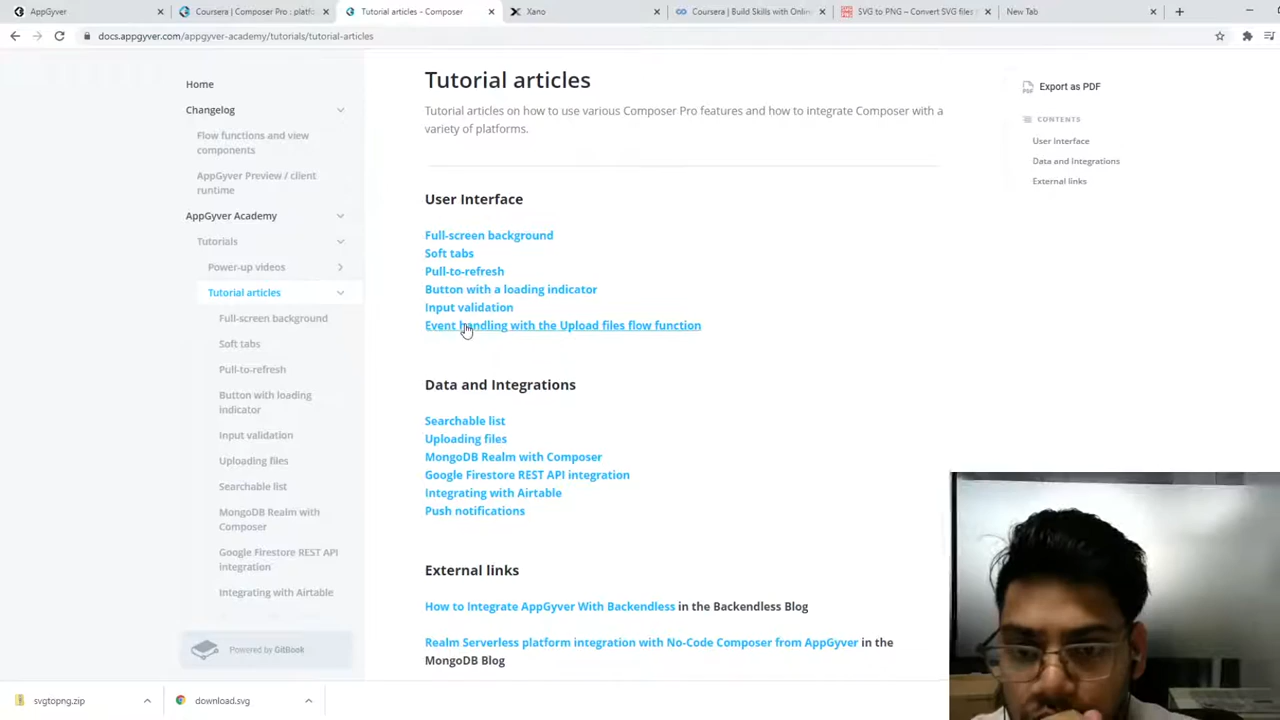 AppGyver
Coursera | Composer Pro : platf
Tutorial articles - Composer
Xano
Coursera | Build Skills with Onlin
SVG to PNG – Convert SVG files
New Tab
docs.appgyver.com/appgyver-academy/tutorials/tutorial-articles
Home
Changelog
Flow functions and view
components
AppGyver Preview / client
runtime
AppGyver Academy
Tutorials
Power-up videos
Tutorial articles
Full-screen background
Soft tabs
Pull-to-refresh
Button with loading
indicator
Input validation
Uploading files
Searchable list
MongoDB Realm with
Composer
Google Firestore REST API
integration
Integrating with Airtable
Powered by GitBook
Tutorial articles
Tutorial articles on how to use various Composer Pro features and how to integrate Composer with a
variety of platforms.
User Interface
Full-screen background
Soft tabs
Pull-to-refresh
Button with a loading indicator
Input validation
Event handling with the Upload files flow function
Data and Integrations
Searchable list
Uploading files
MongoDB Realm with Composer
Google Firestore REST API integration
Integrating with Airtable
Push notifications
External links
How to Integrate AppGyver With Backendless in the Backendless Blog
Realm Serverless platform integration with No-Code Composer from AppGyver in the
MongoDB Blog
Export as PDF
CONTENTS
User Interface
Data and Integrations
External links
svgtopng.zip
download.svg